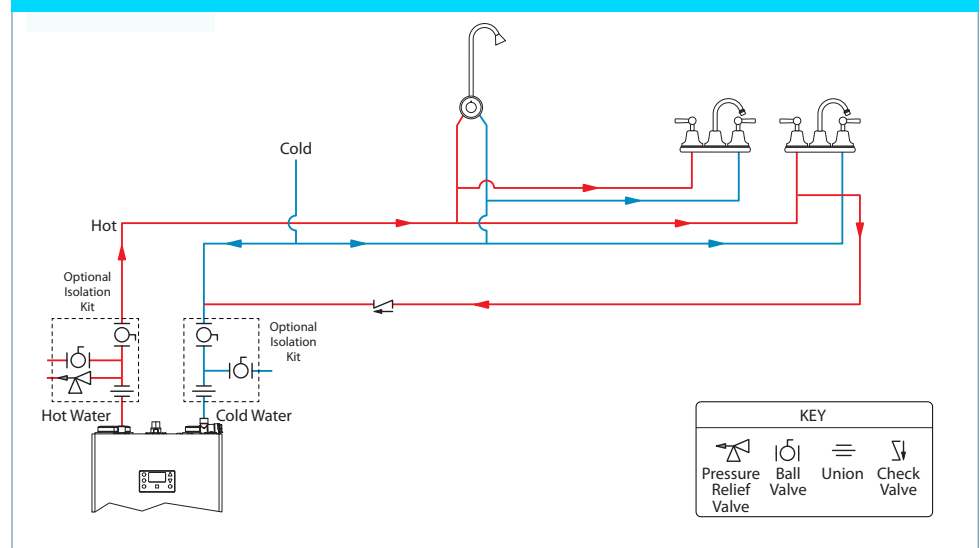 Cold
Hot
Optional
Isolation
Kit
Optional
Isolation
Kit
Hot Water
Cold Water
KEY
Pressure
Relief
Valve
Ball
Valve
Union
Check
Valve